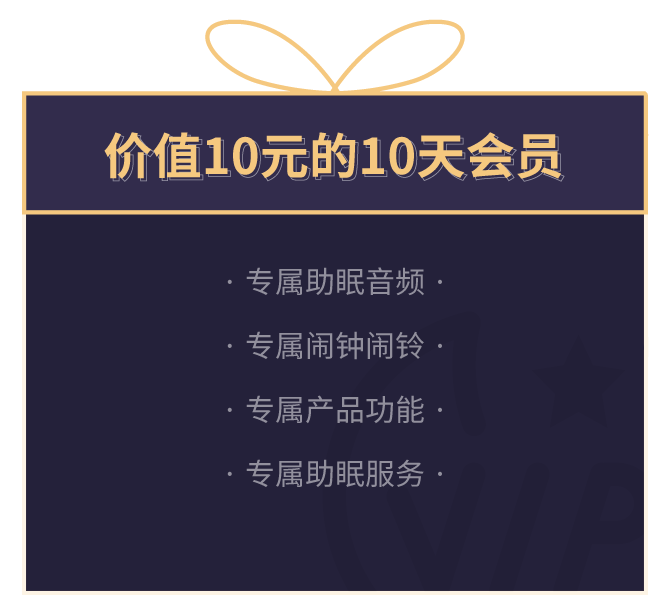 价值10元的10天会员
· 专属助眠音频 ·
· 专属闹钟闹铃 ·
· 专属产品功能 ·
· 专属助眠服务 ·
VIP